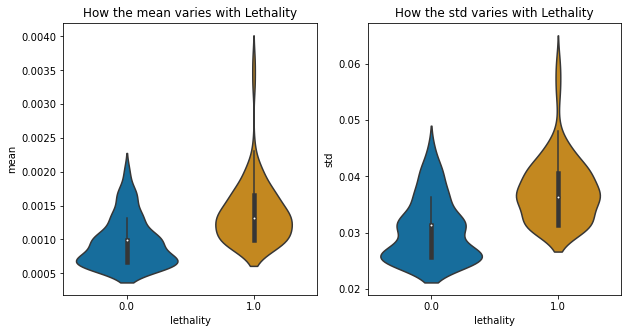 How the mean varies with Lethality
mean
0.0040
0.0035
0.0030
0.0025
0.0020
0.0015
0.0010
0.0005
0.0
1.0
lethality
How the std varies with Lethality
std
0.06
0.05
0.04
0.03
0.02
0.0
1.0
lethality